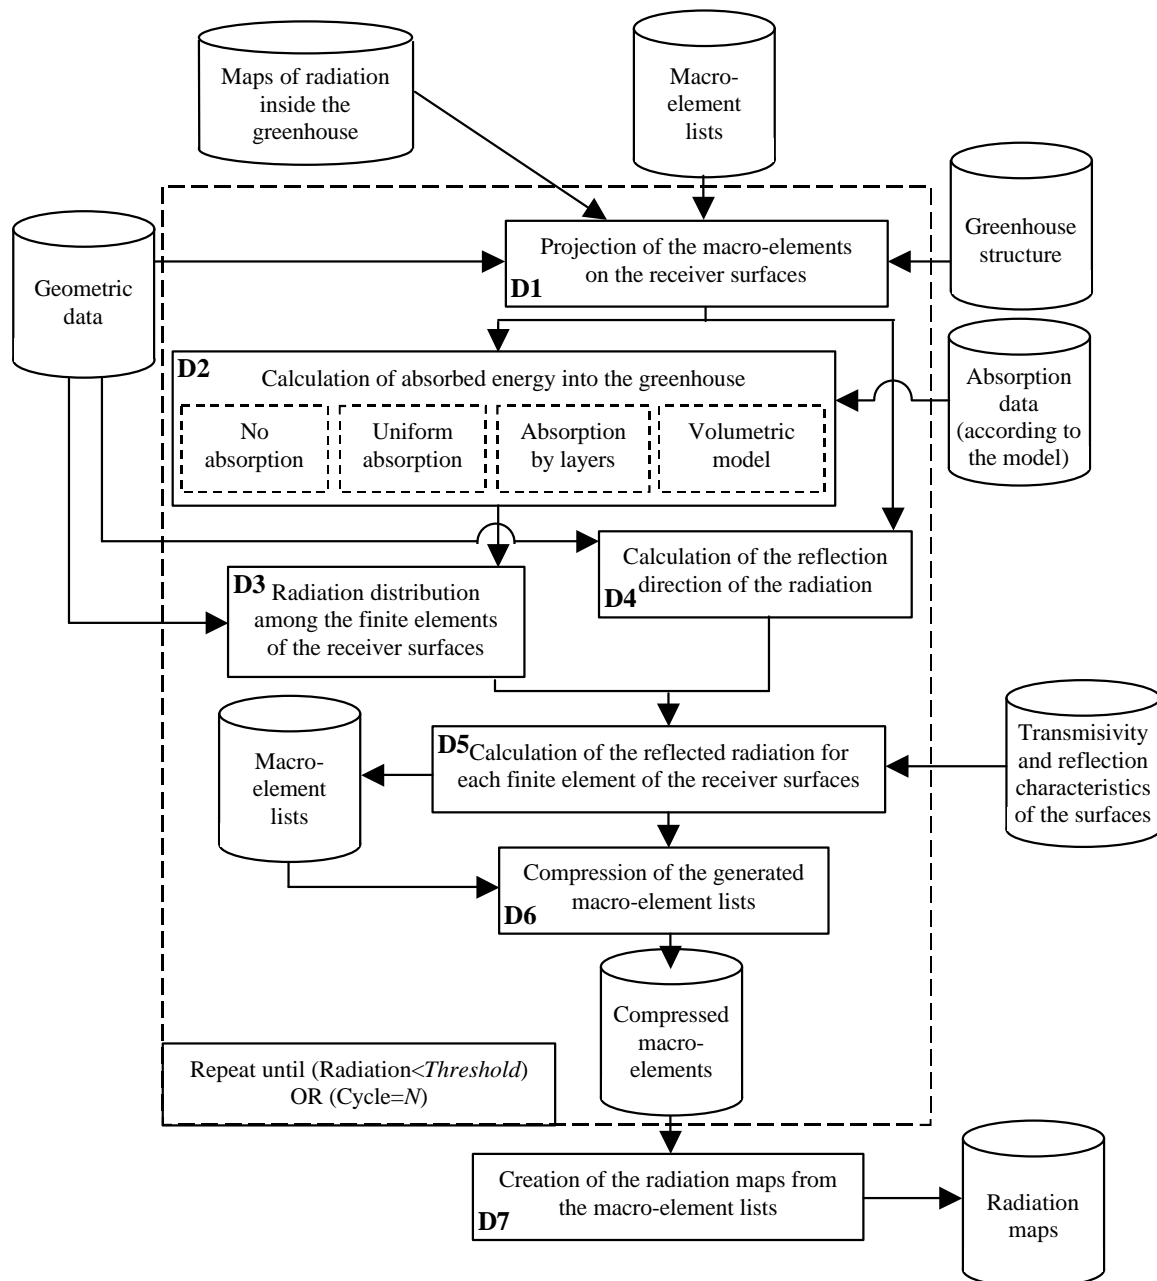 Maps of radiation
inside the
greenhouse
Macro-
element
lists
Greenhouse
structure
Geometric
data
Projection of the macro-elements
on the receiver surfaces
D1
D2
Calculation of absorbed energy into the greenhouse
No
absorption
Uniform
absorption
Absorption
by layers
Volumetric
model
Absorption
data
(according to
the model)
D3
Radiation distribution
among the finite elements
of the receiver surfaces
Calculation of the reflection
direction of the radiation
D4
Macro-
element
lists
D5
Calculation of the reflected radiation for
each finite element of the receiver surfaces
Transmisivity
and reflection
characteristics
of the surfaces
Compression of the generated
macro-element lists
D6
Compressed
macro-
elements
Repeat until (Radiation<Threshold)
OR (Cycle=N)
Creation of the radiation maps from
the macro-element lists
D7
Radiation
maps